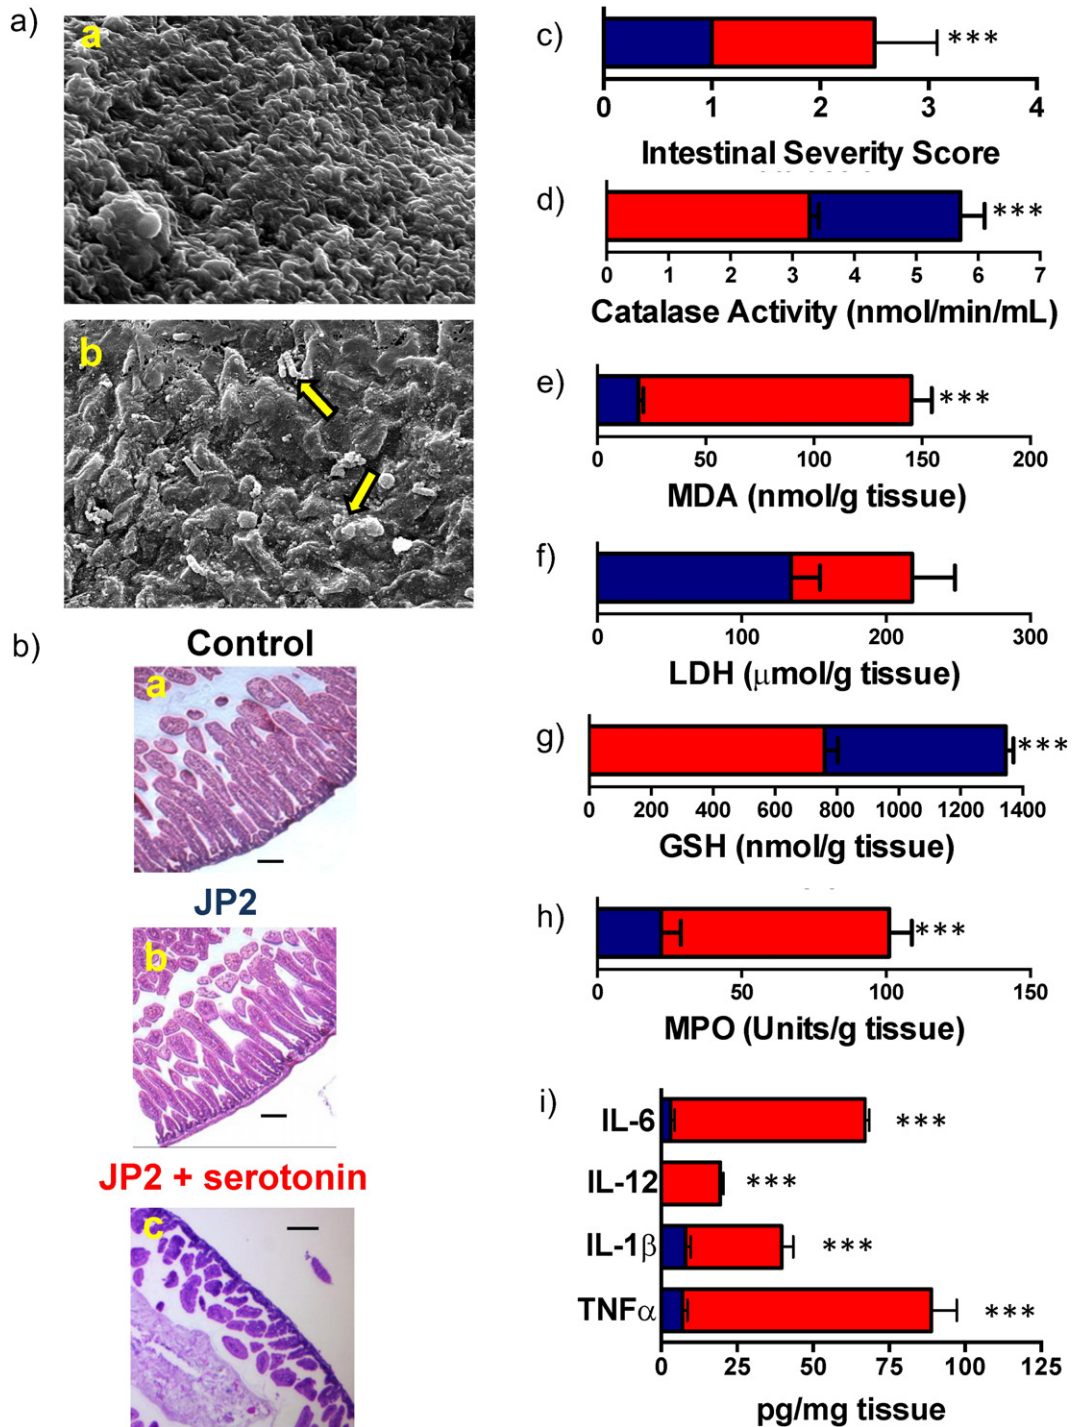 a)
a
b
b)
Control
a
JP2
b
JP2 + serotonin
c
c)
***
0 1 2 3 4
Intestinal Severity Score
d)
***
0 1 2 3 4 5 6 7
Catalase Activity (nmol/min/mL)
e)
***
0 50 100 150 200
MDA (nmol/g tissue)
f)
0 100 200 300
LDH (μmol/g tissue)
g)
***
0 200 400 600 800 1000 1200 1400
GSH (nmol/g tissue)
h)
***
0 50 100 150
MPO (Units/g tissue)
i)
IL-6 ***
IL-12 ***
IL-1β ***
TNFα ***
0 25 50 75 100 125
pg/mg tissue